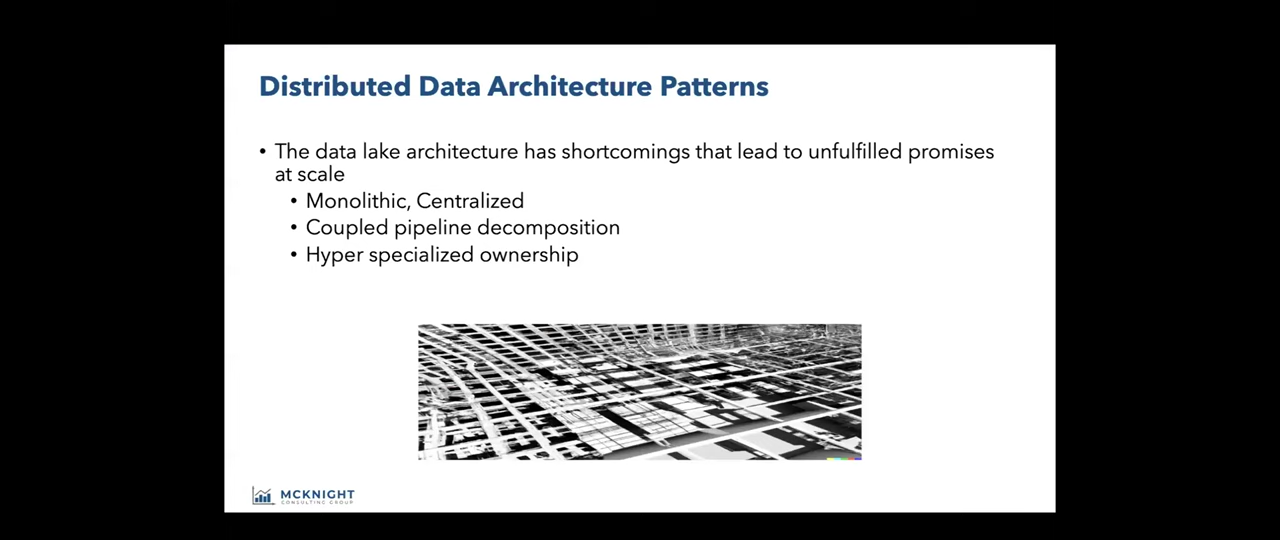 Distributed Data Architecture Patterns
• The data lake architecture has shortcomings that lead to unfulfilled promises
at scale
• Monolithic, Centralized
• Coupled pipeline decomposition
• Hyper specialized ownership
MCKNIGHT
CONSULTING GROUP